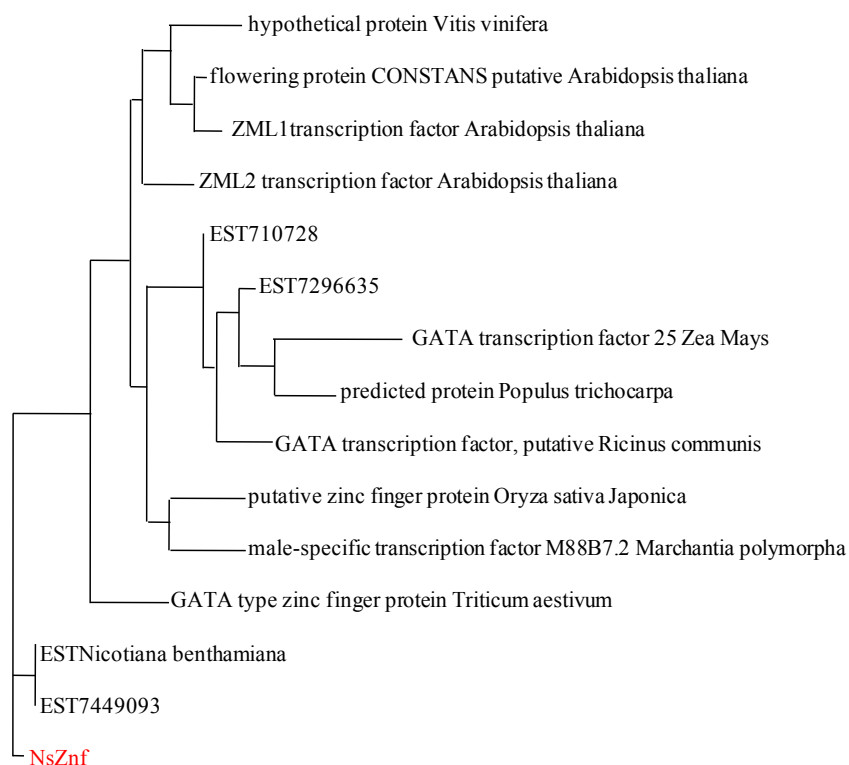 hypothetical protein Vitis vinifera
flowering protein CONSTANS putative Arabidopsis thaliana
ZML1transcription factor Arabidopsis thaliana
ZML2 transcription factor Arabidopsis thaliana
EST710728
EST7296635
GATA transcription factor 25 Zea Mays
predicted protein Populus trichocarpa
GATA transcription factor, putative Ricinus communis
putative zinc finger protein Oryza sativa Japonica
male-specific transcription factor M88B7.2 Marchantia polymorpha
GATA type zinc finger protein Triticum aestivum
ESTNicotiana benthamiana
EST7449093
NsZnf